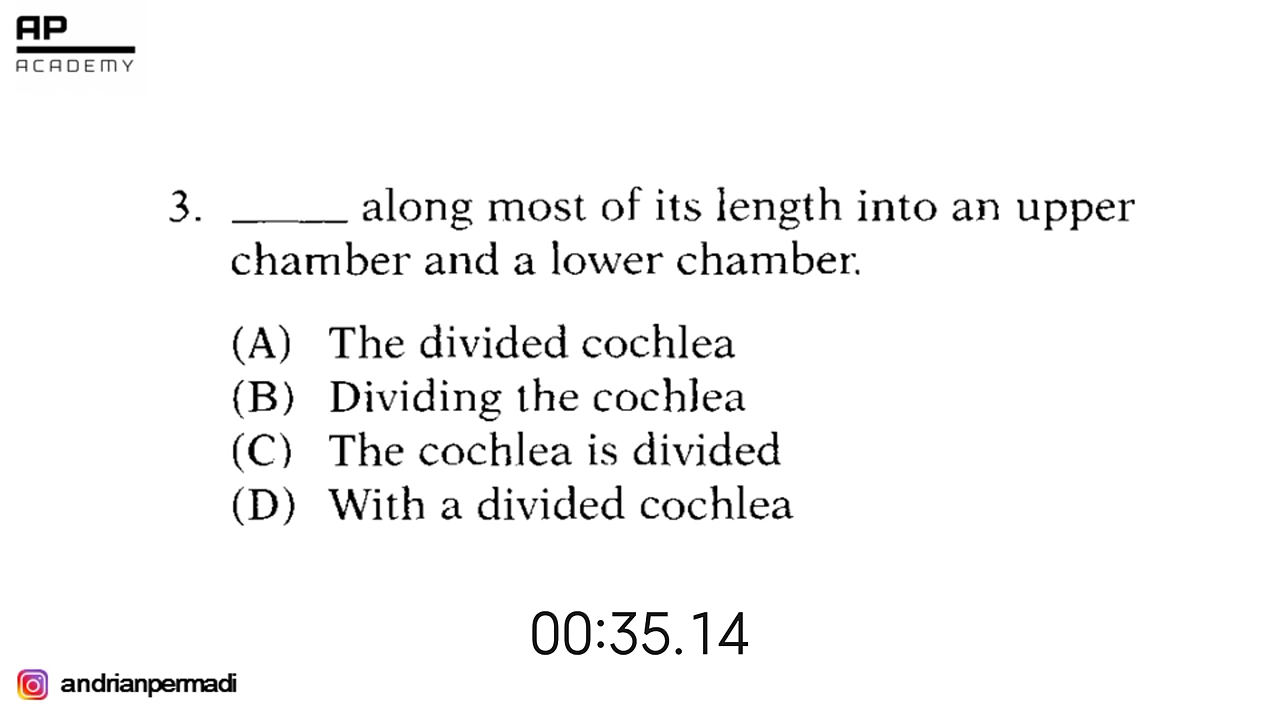 AP
ACADEMY
3. _____ along most of its length into an upper
chamber and a lower chamber.
(A) The divided cochlea
(B) Dividing the cochlea
(C) The cochlea is divided
(D) With a divided cochlea
00:35.14
andrianpermadi